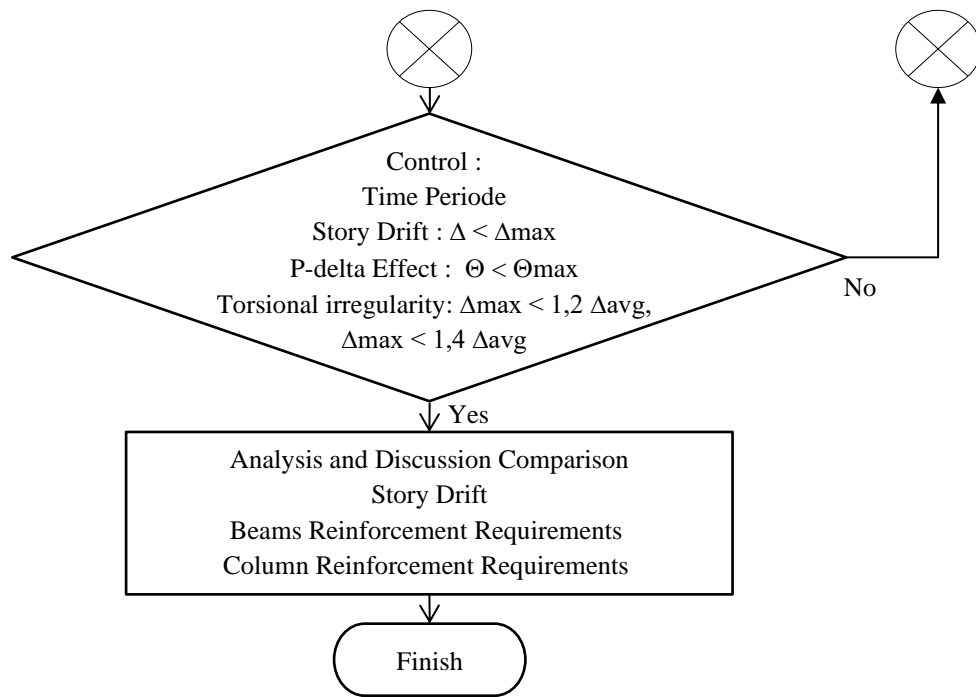 Control :
Time Periode
Story Drift : Δ < Δmax
P-delta Effect :  Θ < Θmax
Torsional irregularity: Δmax < 1,2 Δavg,
Δmax < 1,4 Δavg
No
Yes
Analysis and Discussion Comparison
Story Drift
Beams Reinforcement Requirements
Column Reinforcement Requirements
Finish